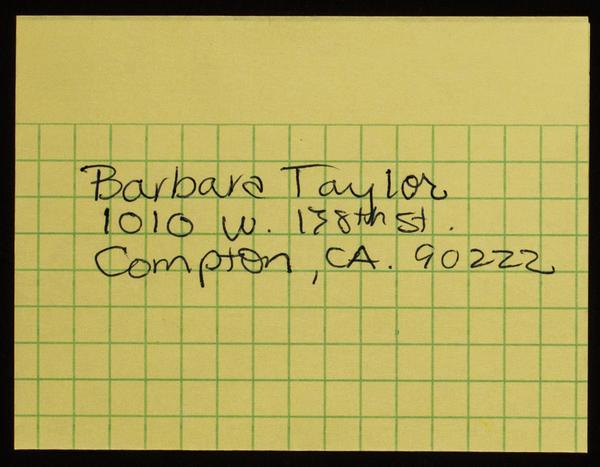 Barbara Taylor
1010 W. 138th St.
Compton, CA. 90222